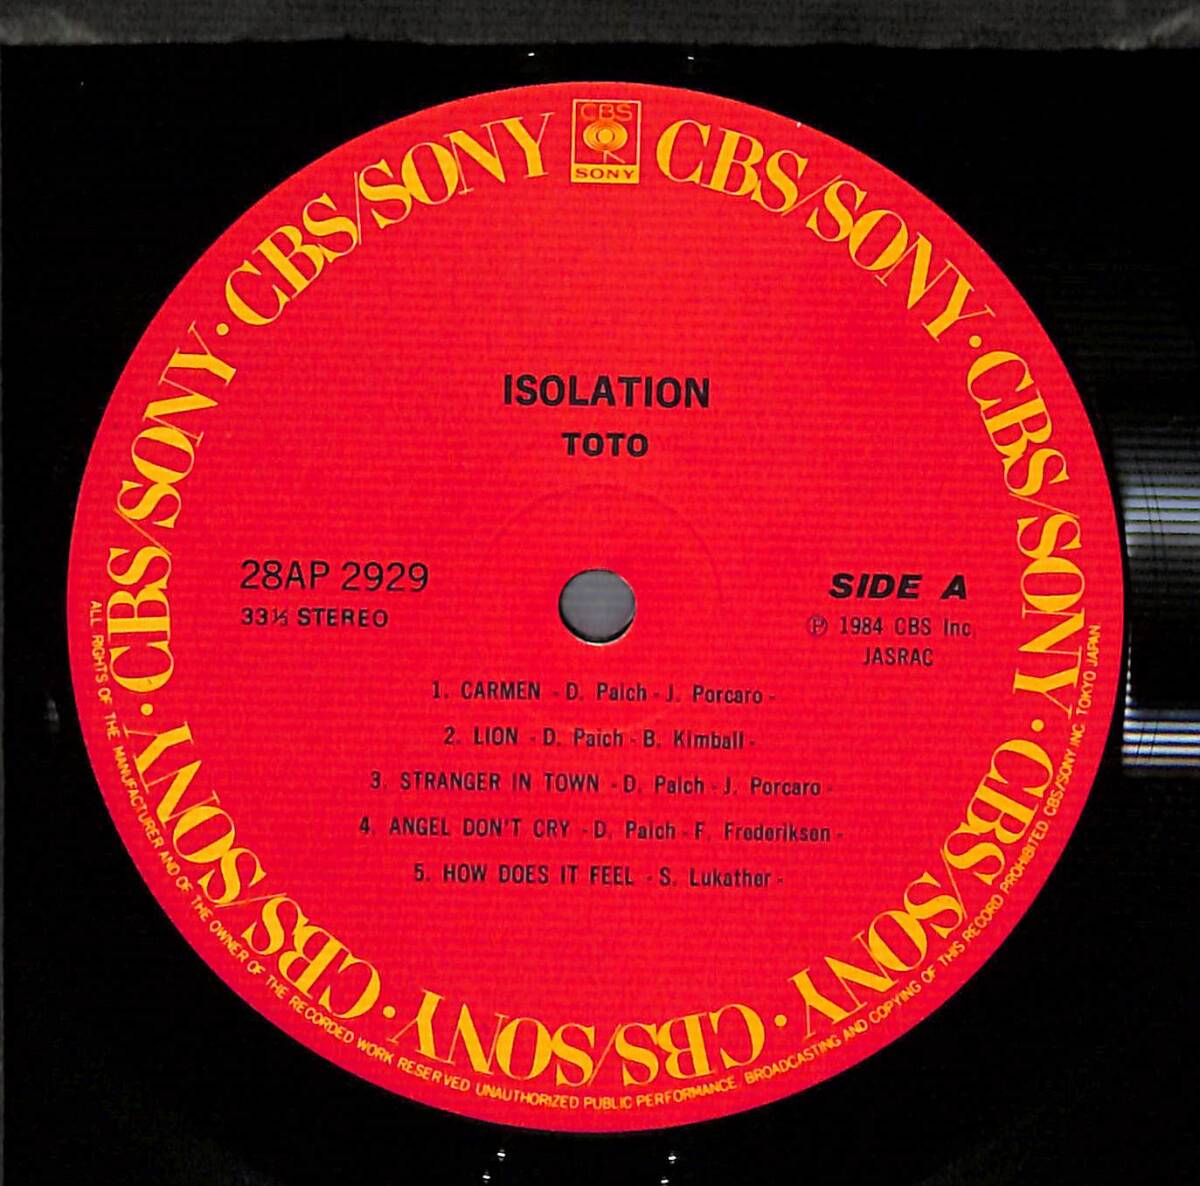 CBS
SONY
CBS/SONY · CBS/SONY · CBS/SONY · CBS/SONY · CBS/SONY · CBS/SONY · CBS/SONY · CBS/SONY
ISOLATION
TOTO
28AP 2929
33⅓ STEREO
SIDE A
Ⓟ 1984 CBS Inc.
JASRAC
1. CARMEN - D. Paich - J. Porcaro -
2. LION - D. Paich - B. Kimball -
3. STRANGER IN TOWN - D. Paich - J. Porcaro -
4. ANGEL DON'T CRY - D. Paich - F. Frederiksen -
5. HOW DOES IT FEEL - S. Lukather -
ALL RIGHTS OF THE MANUFACTURER AND OF THE OWNER OF THE RECORDED WORK RESERVED UNAUTHORIZED PUBLIC PERFORMANCE BROADCASTING AND COPYING OF THIS RECORD PROHIBITED CBS/SONY INC. TOKYO JAPAN.